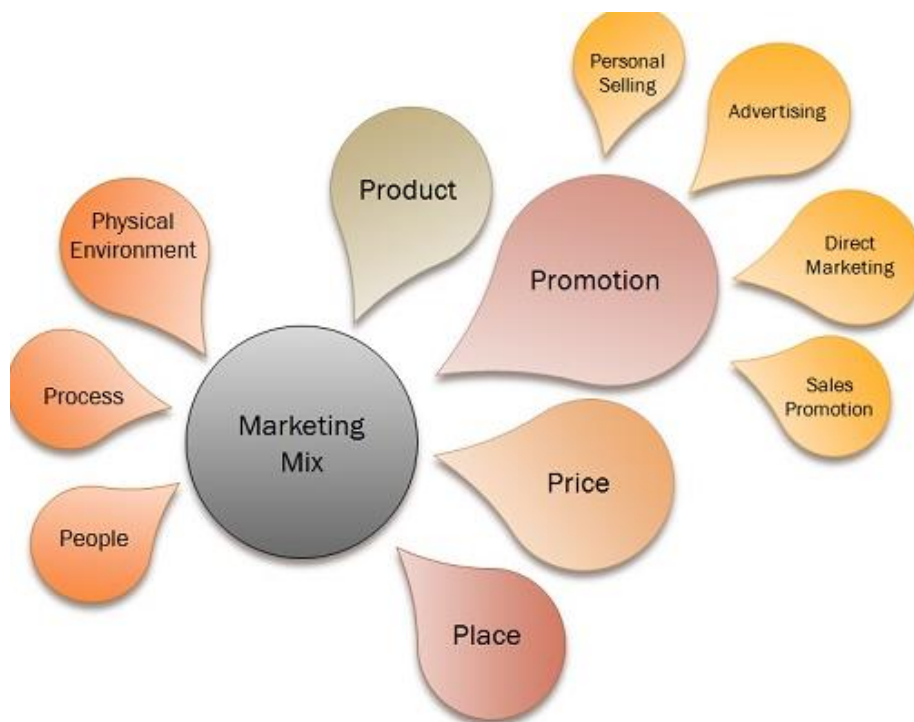 Personal
Selling
Advertising
Product
Physical
Environment
Direct
Marketing
Promotion
Process
Sales
Promotion
Marketing
Mix
Price
People
Place